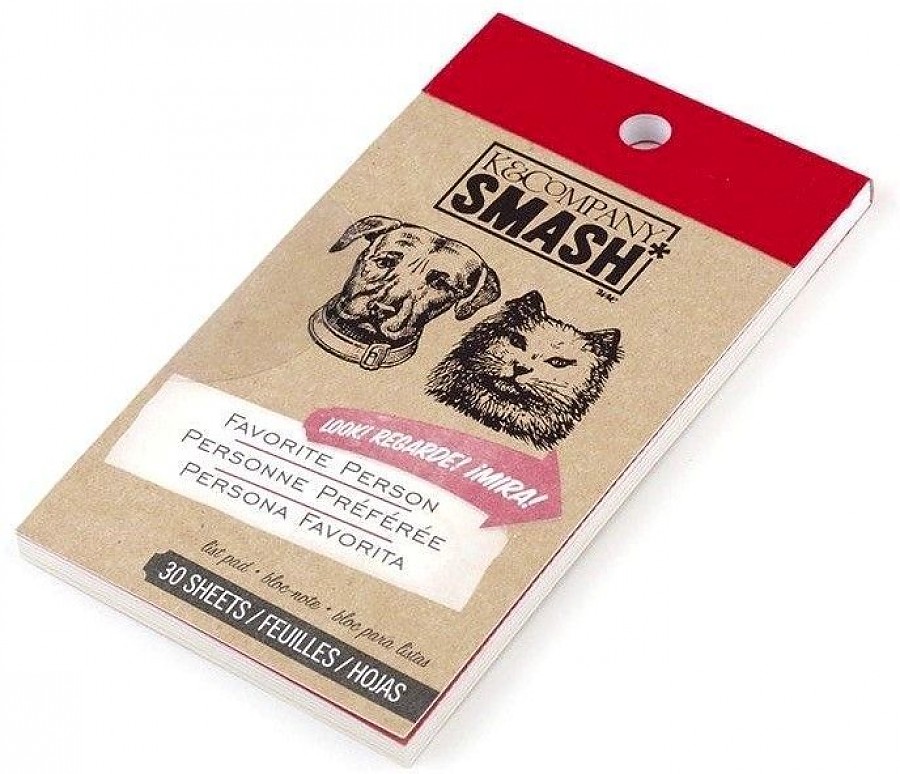 K&COMPANY
SMASH*
LOOK! REGARDE! ¡MIRA!
FAVORITE PERSON
PERSONNE PRÉFÉRÉE
PERSONA FAVORITA
list pad • bloc-note • bloc para listas
30 SHEETS / FEUILLES / HOJAS